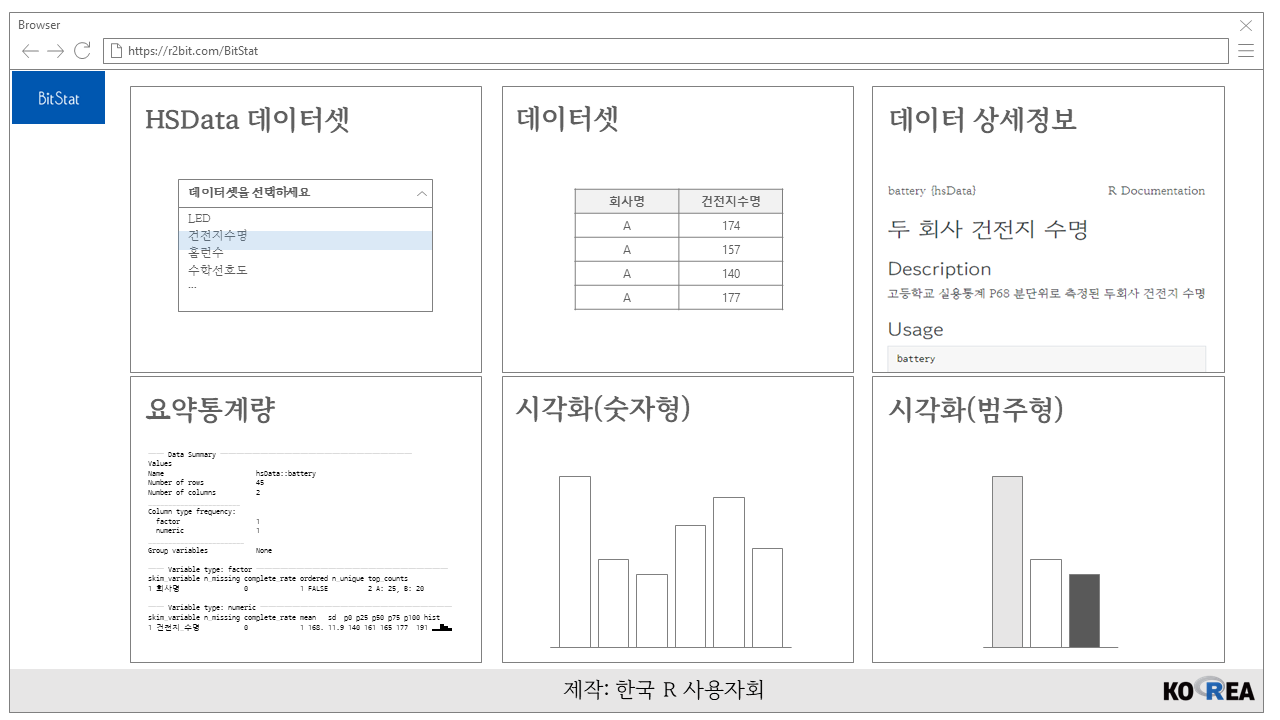 Browser
https://r2bit.com/BitStat
BitStat
HSData 데이터셋
데이터셋을 선택하세요
LED
건전지수명
홈런수
수학선호도
...
데이터셋
회사명 건전지수명
A 174
A 157
A 140
A 177
데이터 상세정보
battery {hsData} R Documentation
두 회사 건전지 수명
Description
고등학교 실용통계 P68 분단위로 측정된 두회사 건전지 수명
Usage
battery
요약통계량
Data Summary
Values
Name hsData::battery
Number of rows 45
Number of columns 2
Column type frequency:
factor 1
numeric 1
Group variables None
Variable type: factor
skim_variable n_missing complete_rate ordered n_unique top_counts
1 회사명 0 1 FALSE 2 A: 25, B: 20
Variable type: numeric
skim_variable n_missing complete_rate mean sd p0 p25 p50 p75 p100 hist
1 건전지_수명 0 1 168. 11.9 140 161 165 177 191
시각화(숫자형)
시각화(범주형)
제작: 한국 R 사용자회
KOREA